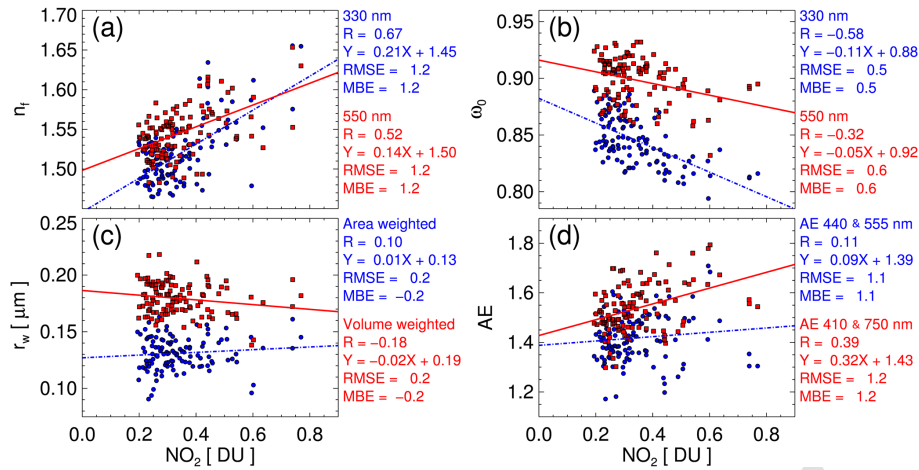 (a)
1.70
1.65
1.60
1.55
1.50
n_f
330 nm
R = 0.67
Y = 0.21X + 1.45
RMSE = 1.2
MBE = 1.2
550 nm
R = 0.52
Y = 0.14X + 1.50
RMSE = 1.2
MBE = 1.2
(b)
0.95
0.90
0.85
0.80
ω₀
330 nm
R = −0.58
Y = −0.11X + 0.88
RMSE = 0.5
MBE = 0.5
550 nm
R = −0.32
Y = −0.05X + 0.92
RMSE = 0.6
MBE = 0.6
(c)
0.25
0.20
0.15
0.10
r_w [ μm ]
0.0 0.2 0.4 0.6 0.8
NO₂ [ DU ]
Area weighted
R = 0.10
Y = 0.01X + 0.13
RMSE = 0.2
MBE = −0.2
Volume weighted
R = −0.18
Y = −0.02X + 0.19
RMSE = 0.2
MBE = −0.2
(d)
1.8
1.6
1.4
1.2
AE
0.0 0.2 0.4 0.6 0.8
NO₂ [ DU ]
AE 440 & 555 nm
R = 0.11
Y = 0.09X + 1.39
RMSE = 1.1
MBE = 1.1
AE 410 & 750 nm
R = 0.39
Y = 0.32X + 1.43
RMSE = 1.2
MBE = 1.2